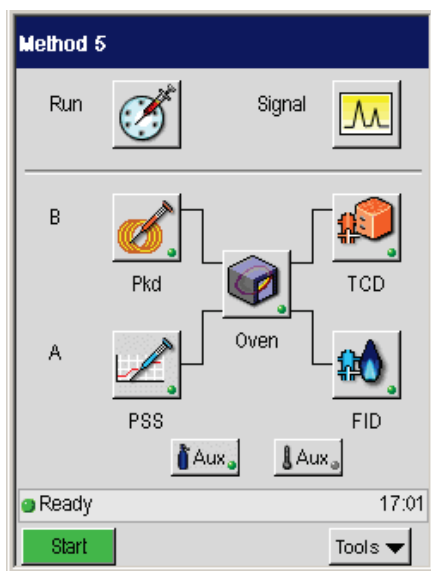 Method 5
Run Signal
B
Pkd TCD
Oven
A
PSS FID
Aux Aux
Ready 17:01
Start Tools